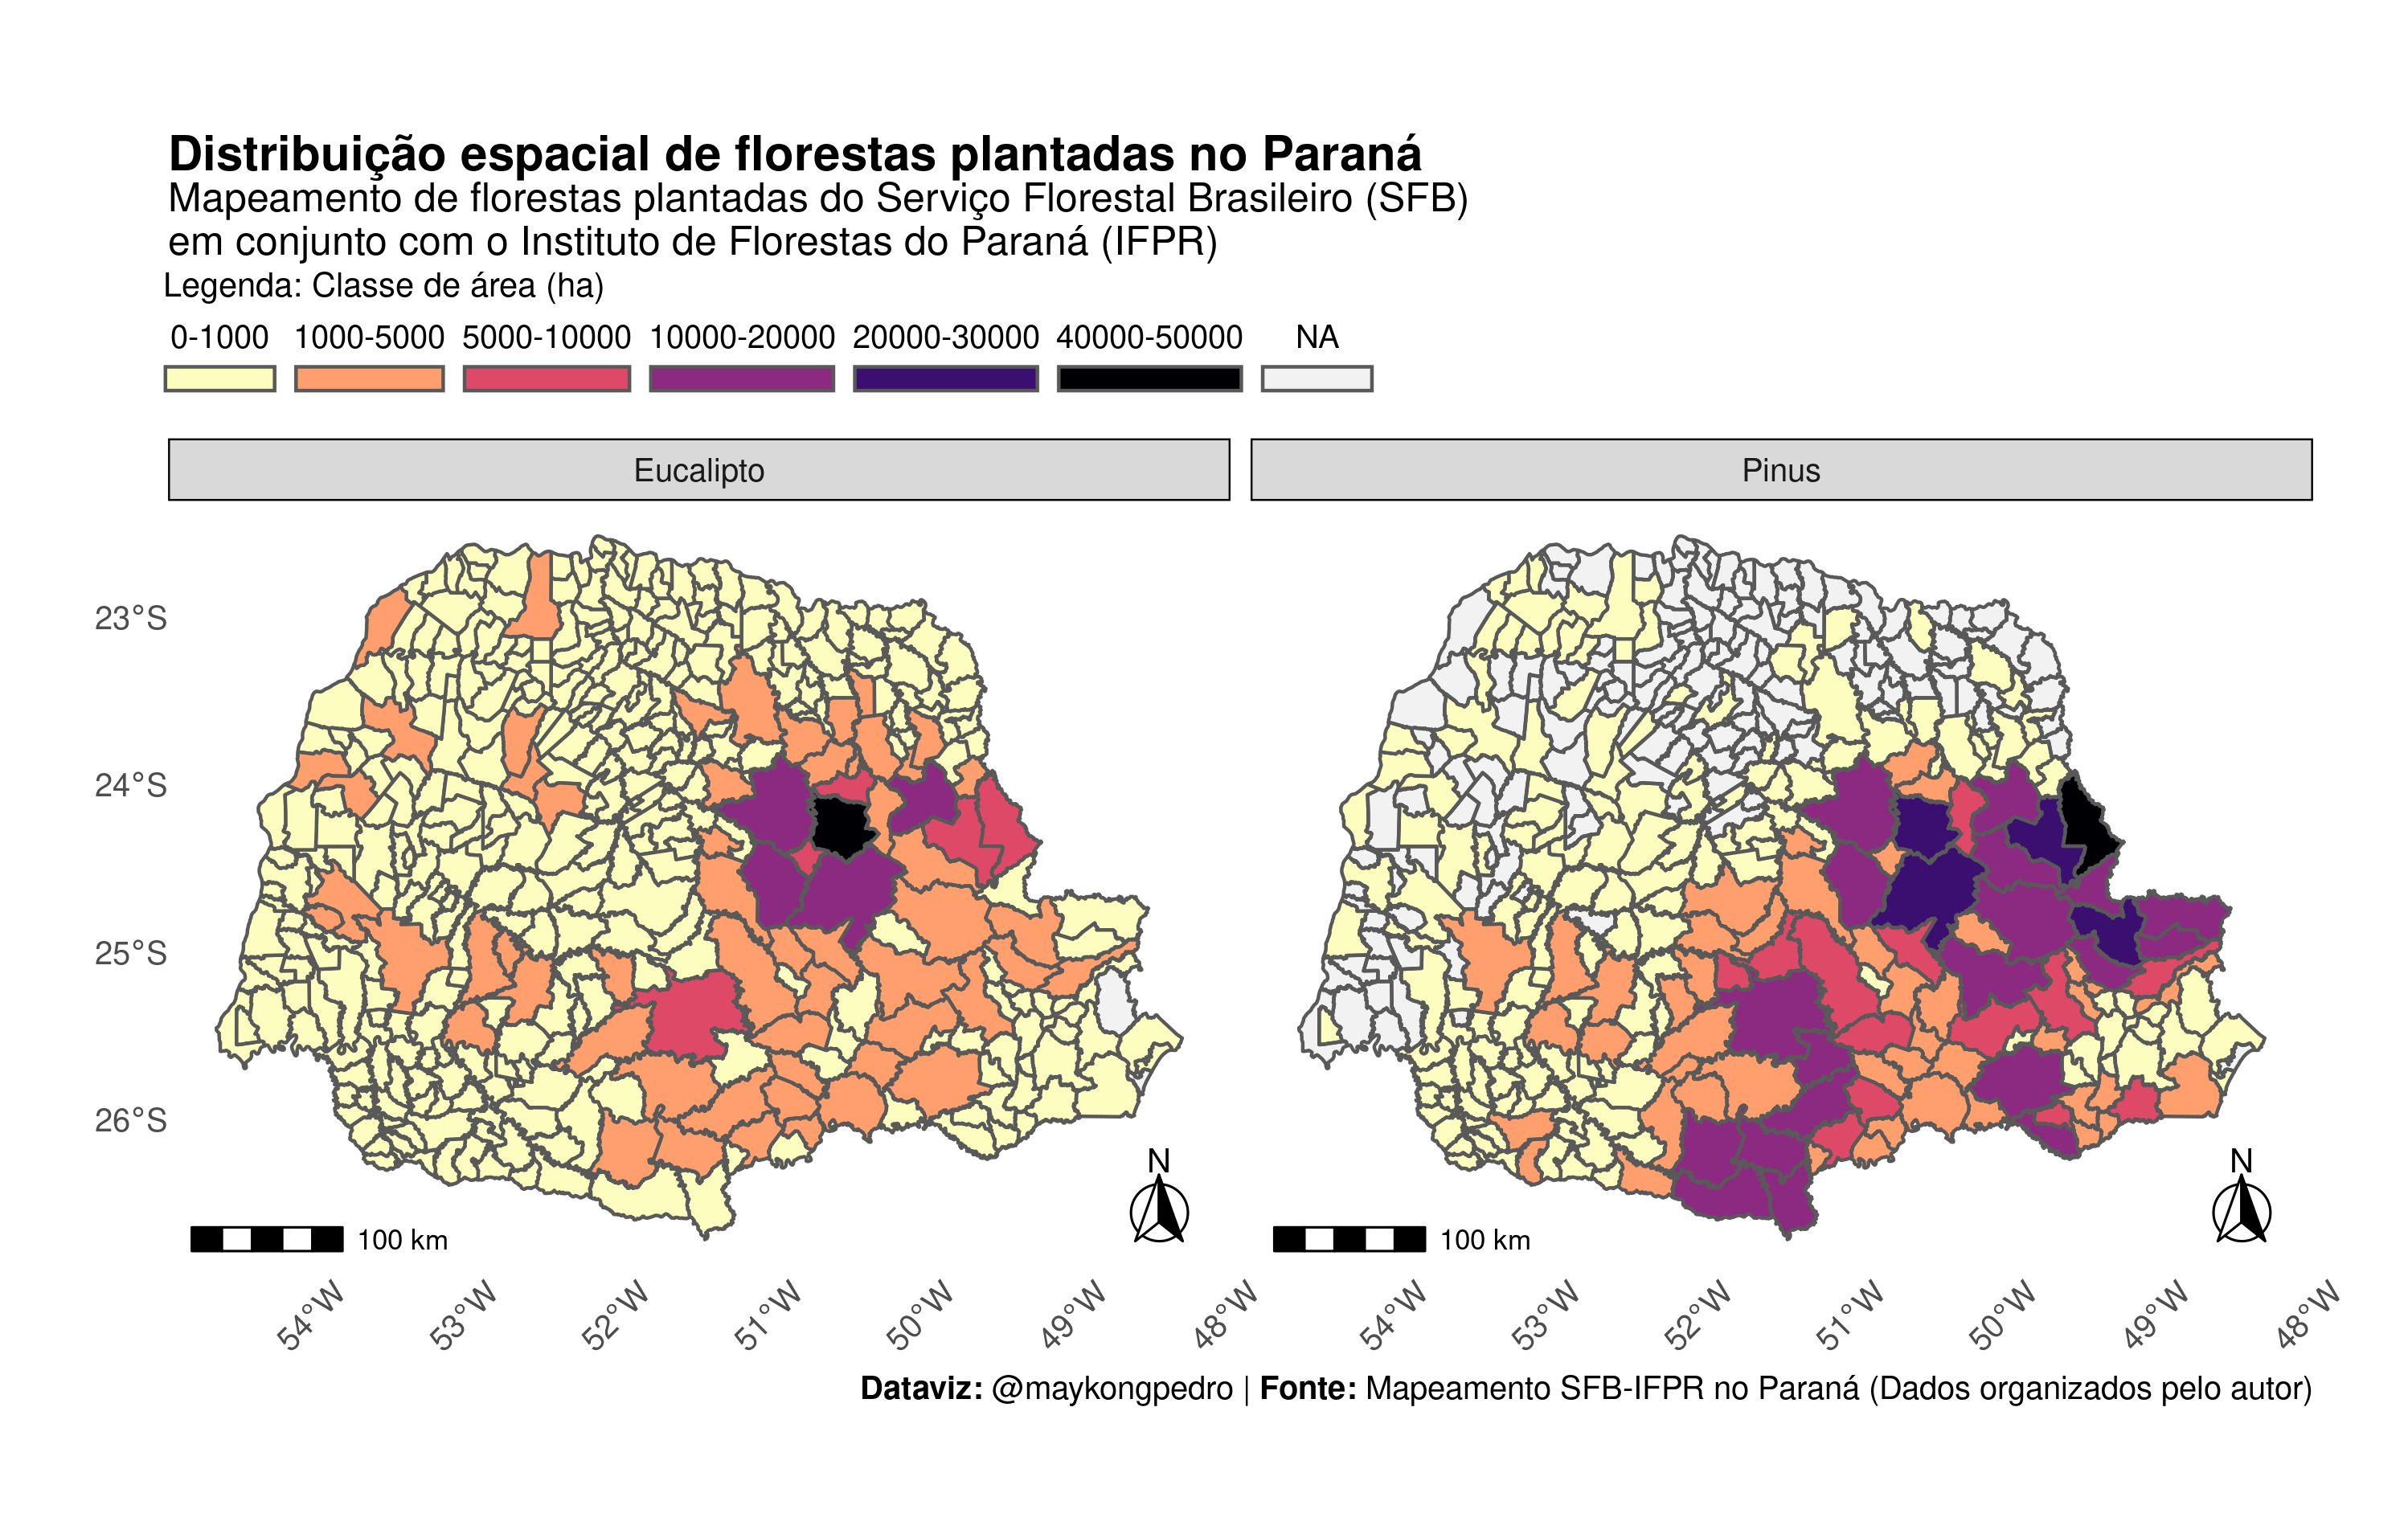 Distribuição espacial de florestas plantadas no Paraná
Mapeamento de florestas plantadas do Serviço Florestal Brasileiro (SFB)
em conjunto com o Instituto de Florestas do Paraná (IFPR)
Legenda: Classe de área (ha)
0-1000 1000-5000 5000-10000 10000-20000 20000-30000 40000-50000 NA
Eucalipto Pinus
23°S
24°S
25°S
26°S
N N
100 km 100 km
54°W 53°W 52°W 51°W 50°W 49°W 48°W 54°W 53°W 52°W 51°W 50°W 49°W 48°W
Dataviz: @maykongpedro | Fonte: Mapeamento SFB-IFPR no Paraná (Dados organizados pelo autor)